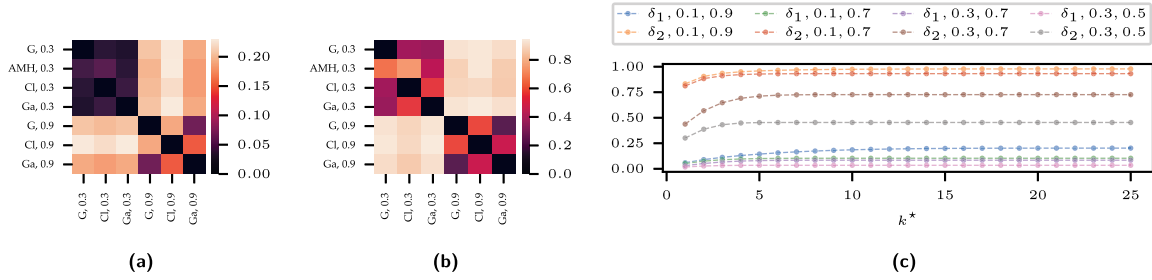 G, 0.3
AMH, 0.3
Cl, 0.3
Ga, 0.3
G, 0.9
Cl, 0.9
Ga, 0.9
G, 0.3
Cl, 0.3
Ga, 0.3
G, 0.9
Cl, 0.9
Ga, 0.9
0.20
0.15
0.10
0.05
0.00
(a)
G, 0.3
AMH, 0.3
Cl, 0.3
Ga, 0.3
G, 0.9
Cl, 0.9
Ga, 0.9
G, 0.3
Cl, 0.3
Ga, 0.3
G, 0.9
Cl, 0.9
Ga, 0.9
0.8
0.6
0.4
0.2
0.0
(b)
δ₁, 0.1, 0.9 δ₁, 0.1, 0.7 δ₁, 0.3, 0.7 δ₁, 0.3, 0.5
δ₂, 0.1, 0.9 δ₂, 0.1, 0.7 δ₂, 0.3, 0.7 δ₂, 0.3, 0.5
1.00
0.75
0.50
0.25
0.00
0 5 10 15 20 25
k⋆
(c)